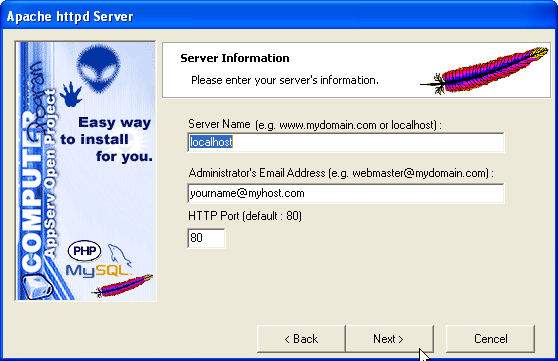 Apache httpd Server
COMPUTER
Program
AppServ Open Project
Easy way
to install
for you.
PHP
MySQL
Server Information
Please enter your server's information.
Server Name (e.g. www.mydomain.com or localhost) :
localhost
Administrator's Email Address (e.g. webmaster@mydomain.com) :
yourname@myhost.com
HTTP Port (default : 80)
80
< Back
Next >
Cencel